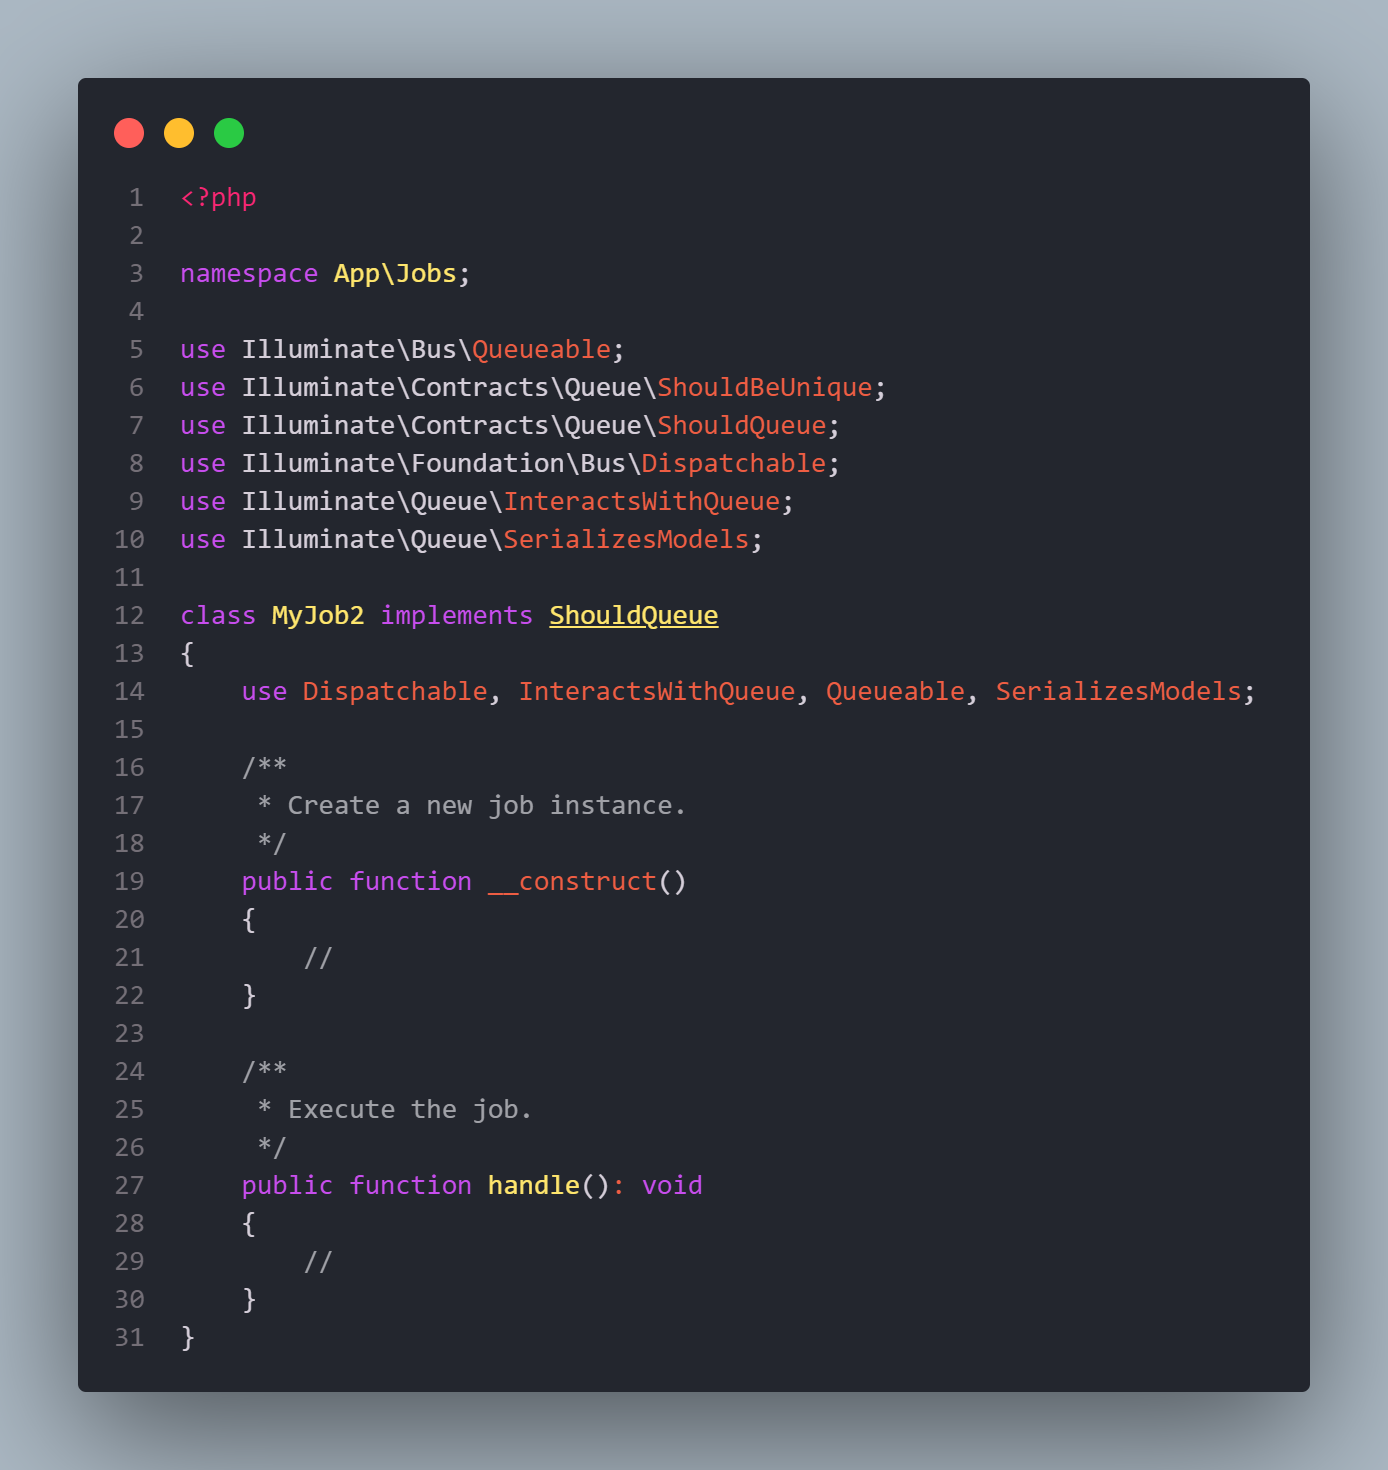 1 <?php
2
3 namespace App\Jobs;
4
5 use Illuminate\Bus\Queueable;
6 use Illuminate\Contracts\Queue\ShouldBeUnique;
7 use Illuminate\Contracts\Queue\ShouldQueue;
8 use Illuminate\Foundation\Bus\Dispatchable;
9 use Illuminate\Queue\InteractsWithQueue;
10 use Illuminate\Queue\SerializesModels;
11
12 class MyJob2 implements ShouldQueue
13 {
14     use Dispatchable, InteractsWithQueue, Queueable, SerializesModels;
15
16     /**
17      * Create a new job instance.
18      */
19     public function __construct()
20     {
21         //
22     }
23
24     /**
25      * Execute the job.
26      */
27     public function handle(): void
28     {
29         //
30     }
31 }